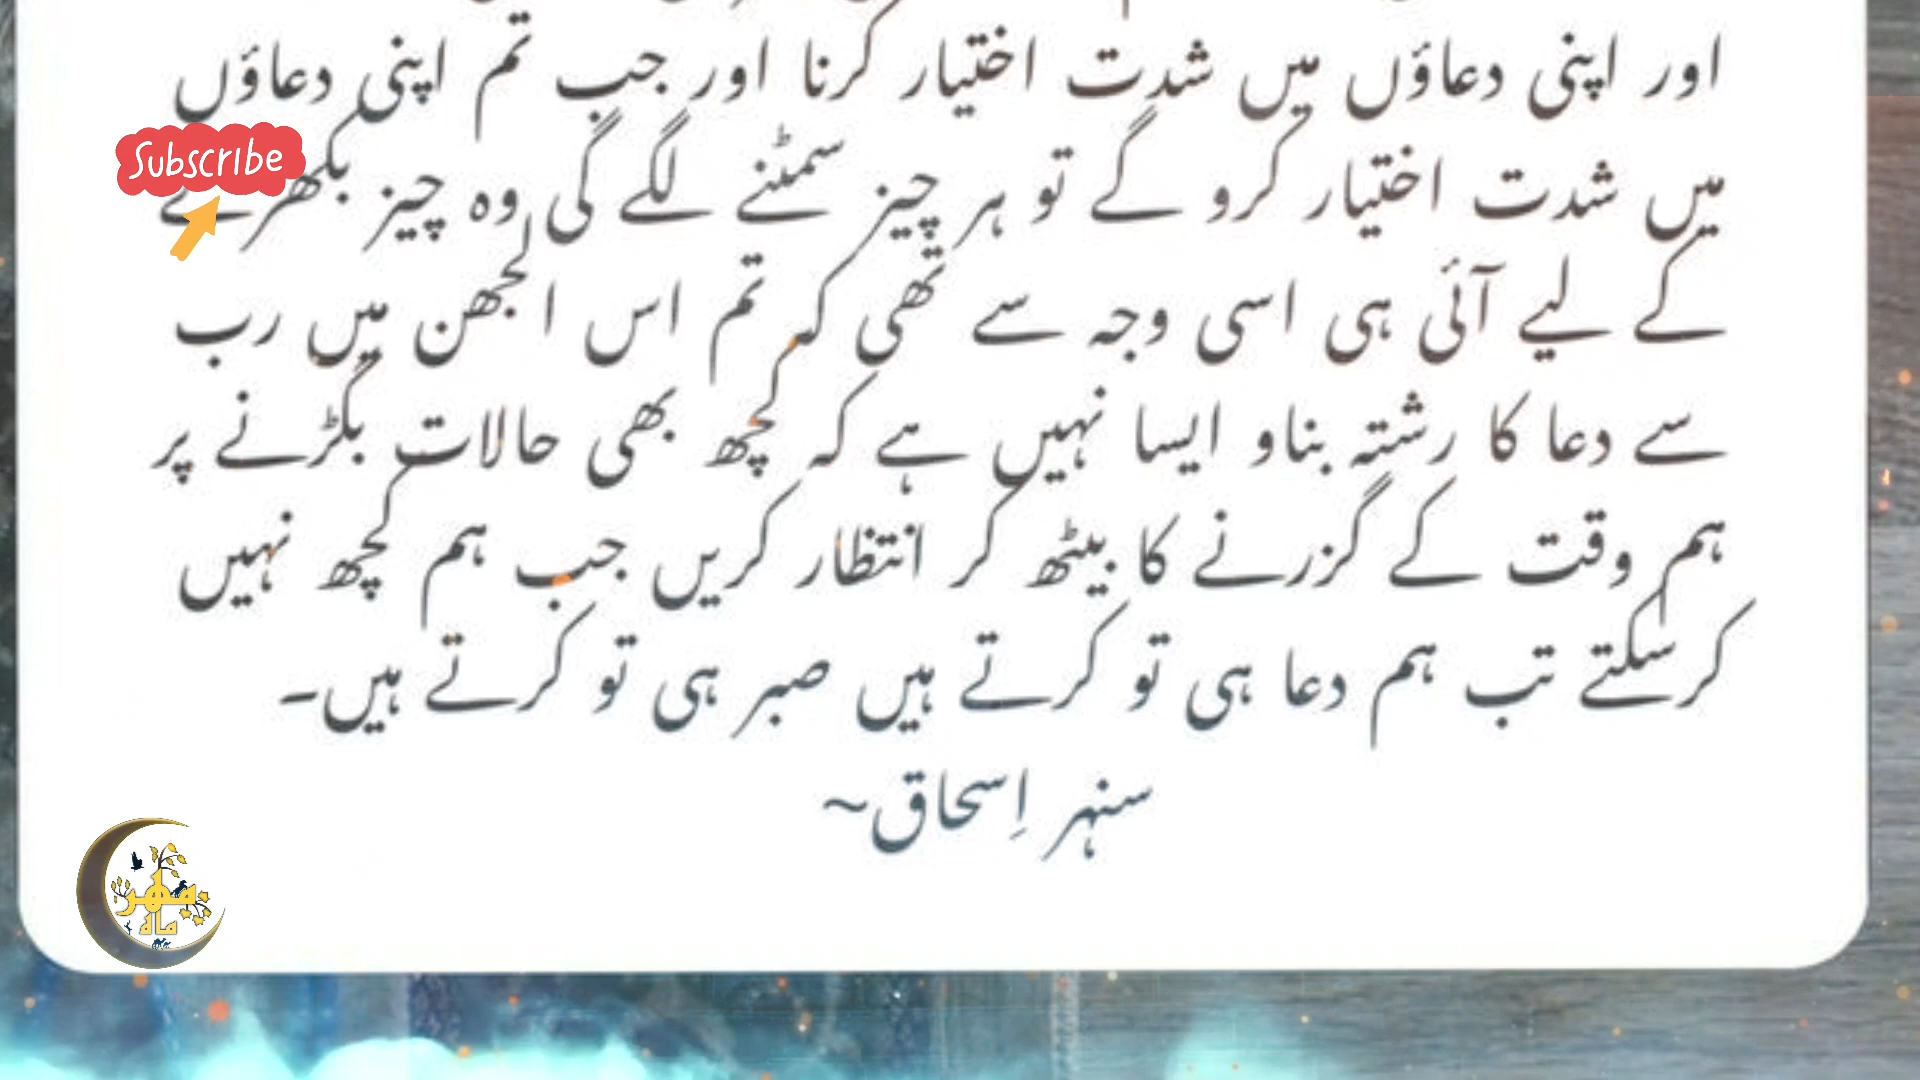 اور اپنی دعاؤں میں شدت اختیار کرنا اور جب تم اپنی دعاؤں
میں شدت اختیار کرو گے تو ہر چیز سمٹنے لگے گی وہ چیز بکھرنے
کے لیے آئی ہی اسی وجہ سے تھی کہ تم اس الجھن میں رب
سے دعا کا رشتہ بناو ایسا نہیں ہے کہ کچھ بھی حالات بگڑنے پر
ہم وقت کے گزرنے کا بیٹھ کر انتظار کریں جب ہم کچھ نہیں
کرسکتے تب ہم دعا ہی تو کرتے ہیں صبر ہی تو کرتے ہیں۔
سنہر اِسحاق~
Subscribe
مہر
ماہ